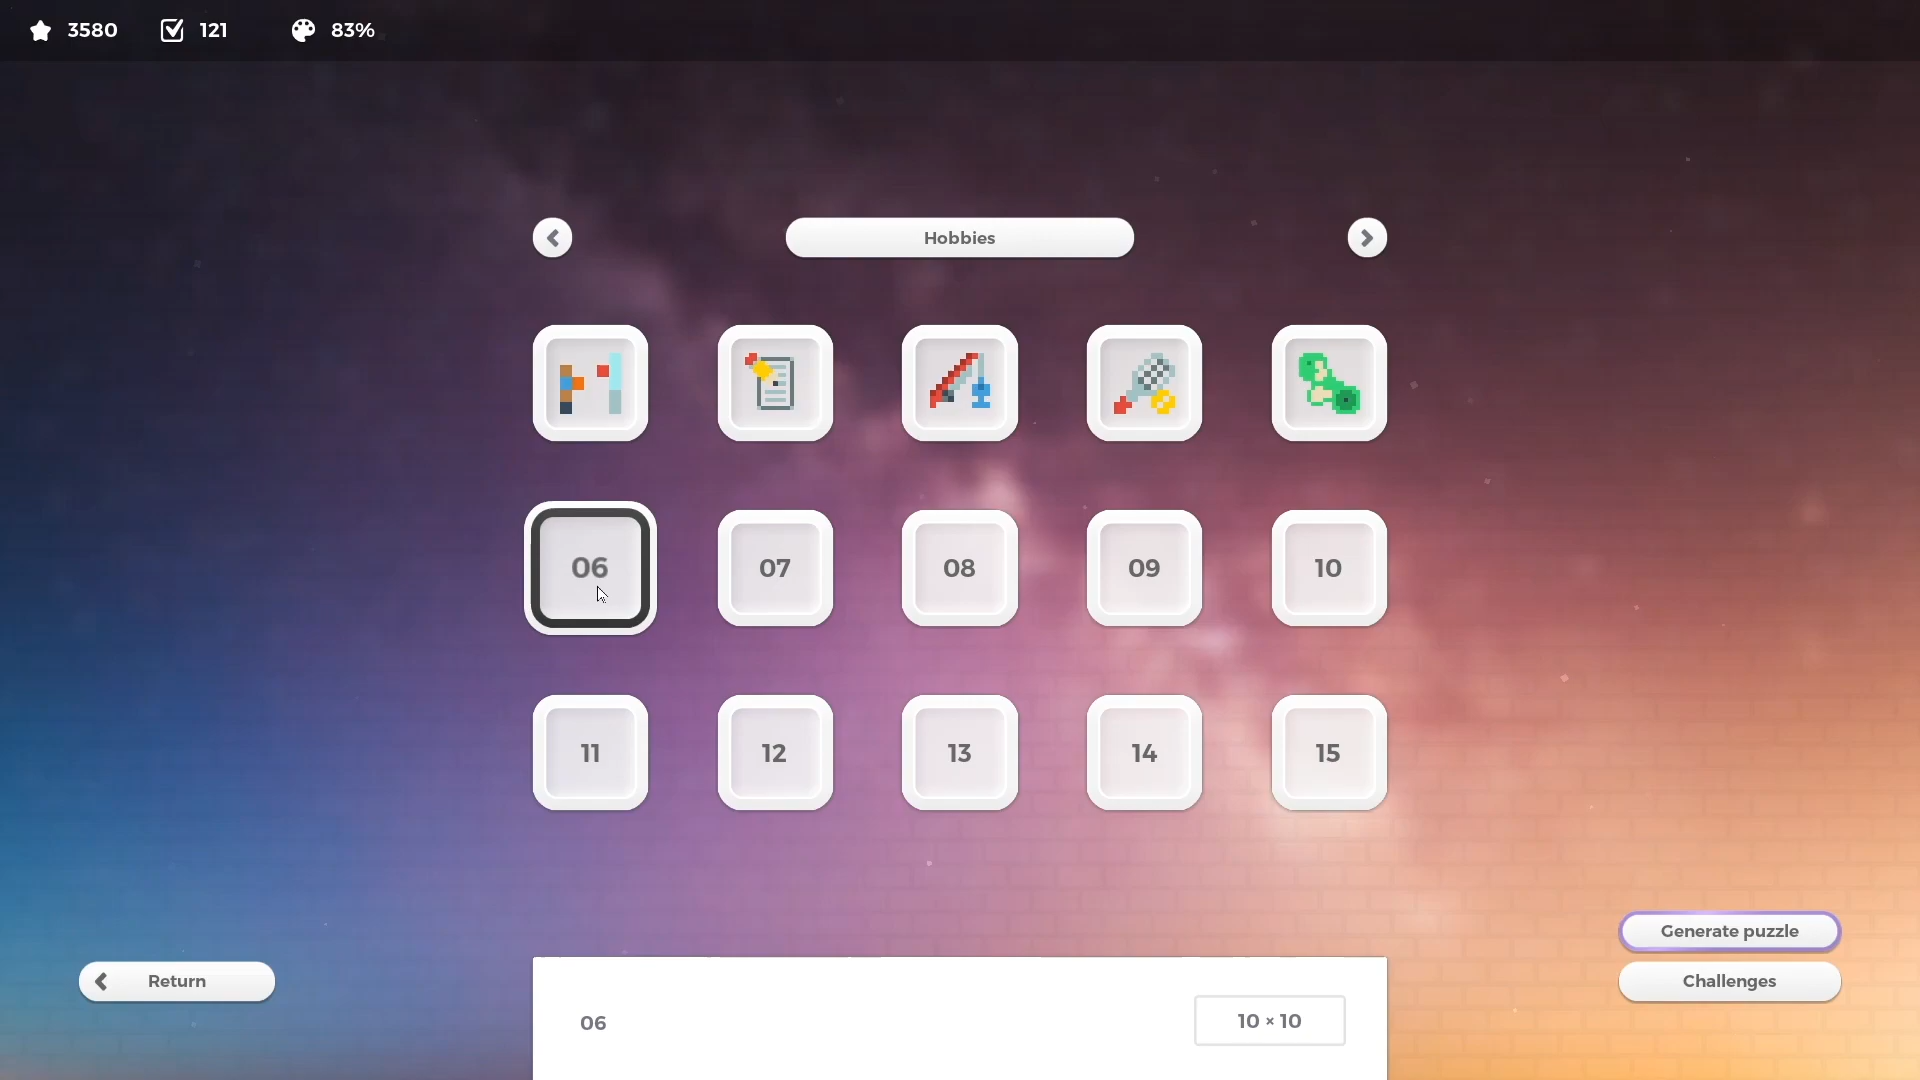 3580 121 83%
Hobbies
06 07 08 09 10
11 12 13 14 15
Generate puzzle
Return
Challenges
06 10 × 10